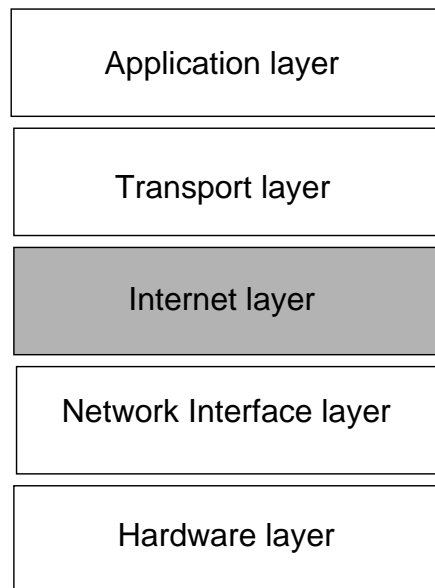 Application layer
Transport layer
Internet layer
Network Interface layer
Hardware layer